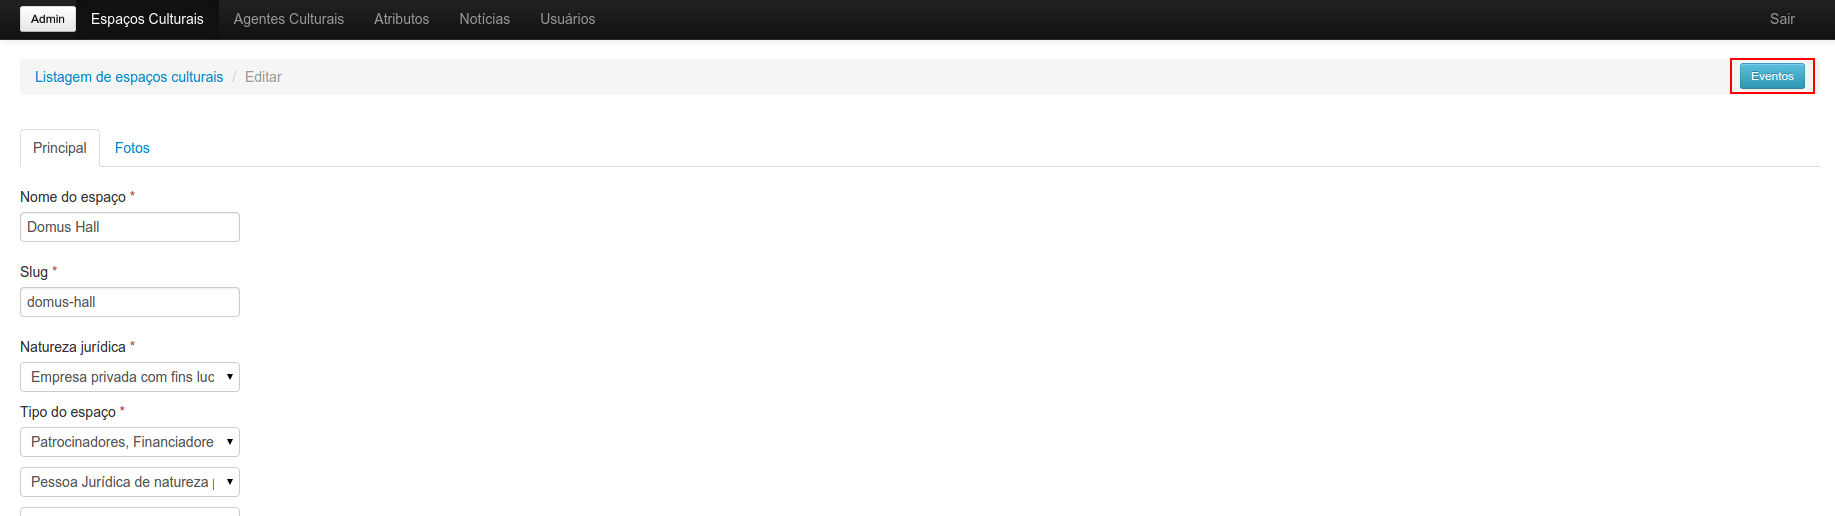 Admin Espaços Culturais Agentes Culturais Atributos Notícias Usuários Sair
Listagem de espaços culturais / Editar Eventos
Principal Fotos
Nome do espaço *
Domus Hall
Slug *
domus-hall
Natureza jurídica *
Empresa privada com fins luc
Tipo do espaço *
Patrocinadores, Financiadore
Pessoa Jurídica de natureza